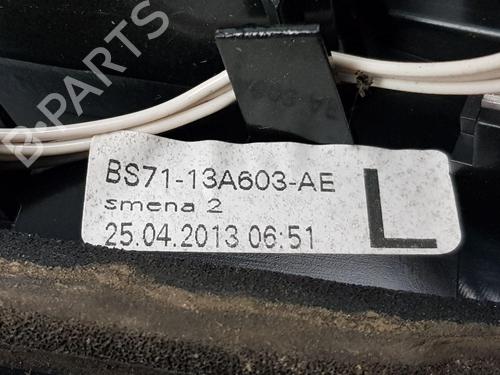 B-Parts
BS71-13A603-AE
smena 2
25.04.2013 06:51
L